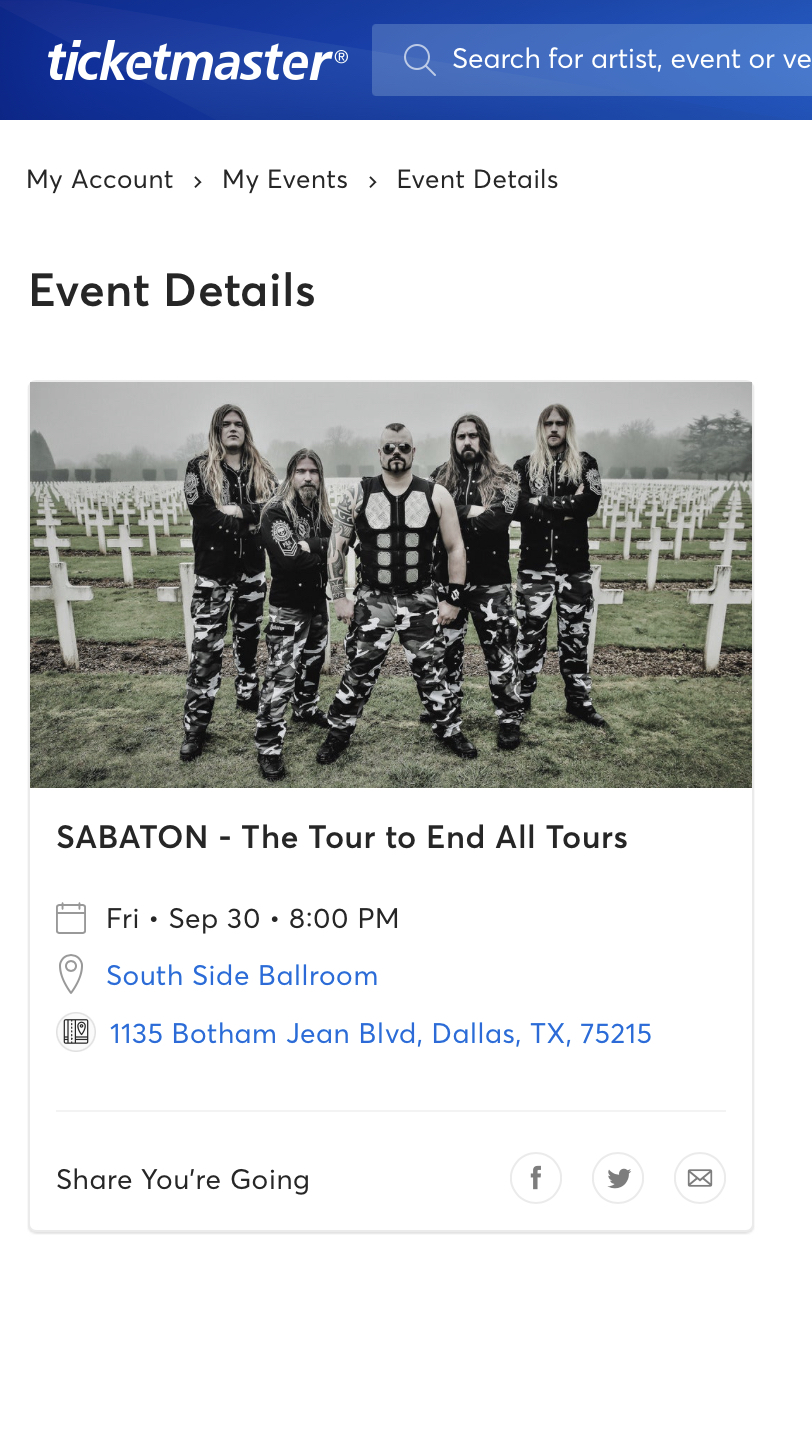 ticketmaster®
Search for artist, event or ve
My Account › My Events › Event Details
Event Details
SABATON - The Tour to End All Tours
Fri • Sep 30 • 8:00 PM
South Side Ballroom
1135 Botham Jean Blvd, Dallas, TX, 75215
Share You’re Going